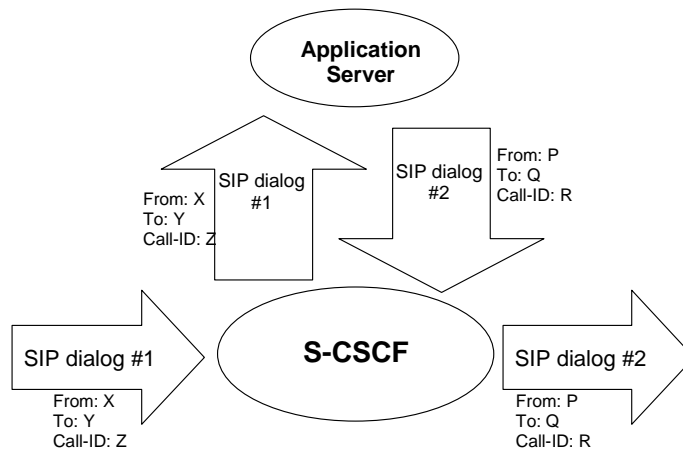 Application
Server
SIP dialog
#1
From: X
To: Y
Call-ID: Z
SIP dialog
#2
From: P
To: Q
Call-ID: R
SIP dialog #1
From: X
To: Y
Call-ID: Z
S-CSCF
SIP dialog #2
From: P
To: Q
Call-ID: R